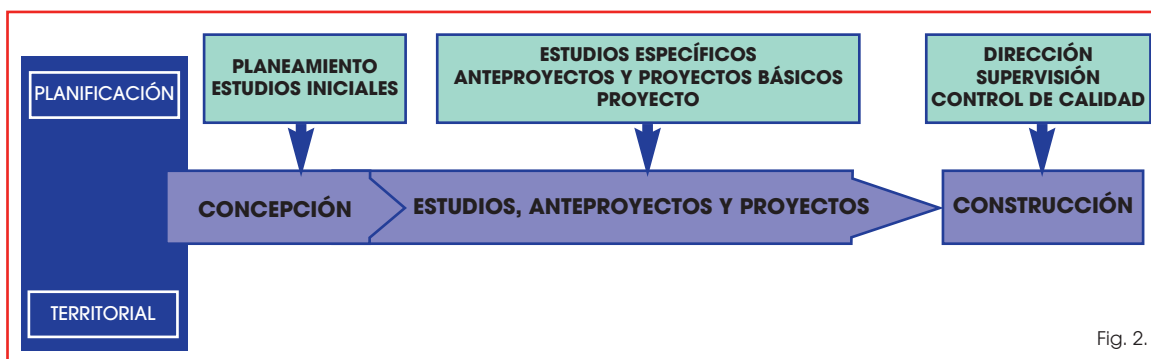 PLANIFICACIÓN
TERRITORIAL
PLANEAMIENTO
ESTUDIOS INICIALES
ESTUDIOS ESPECÍFICOS
ANTEPROYECTOS Y PROYECTOS BÁSICOS
PROYECTO
DIRECCIÓN
SUPERVISIÓN
CONTROL DE CALIDAD
CONCEPCIÓN
ESTUDIOS, ANTEPROYECTOS Y PROYECTOS
CONSTRUCCIÓN
Fig. 2.